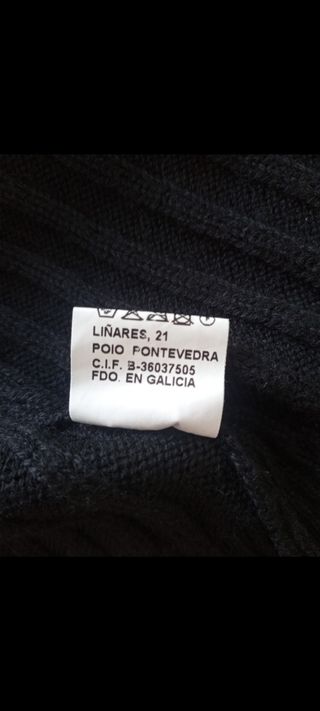 LIÑARES, 21
POIO PONTEVEDRA
C.I.F. B-36037505
FDO. EN GALICIA